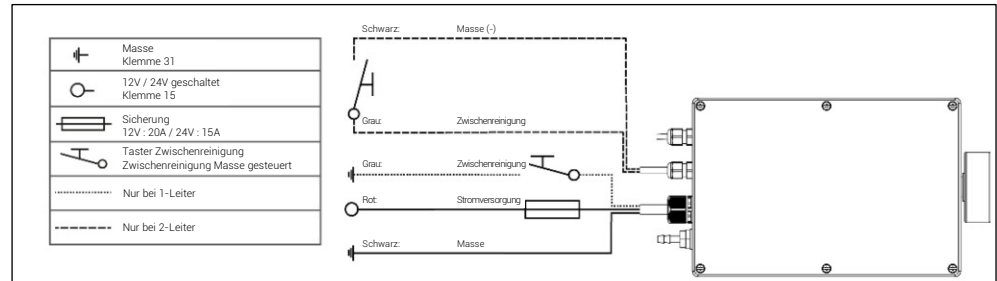 Masse
Klemme 31
12V / 24V geschaltet
Klemme 15
Sicherung
12V : 20A / 24V : 15A
Taster Zwischenreinigung
Zwischenreinigung Masse gesteuert
Nur bei 1-Leiter
Nur bei 2-Leiter
Schwarz: Masse (-)
Grau: Zwischenreinigung
Grau: Zwischenreinigung
Rot: Stromversorgung
Schwarz: Masse